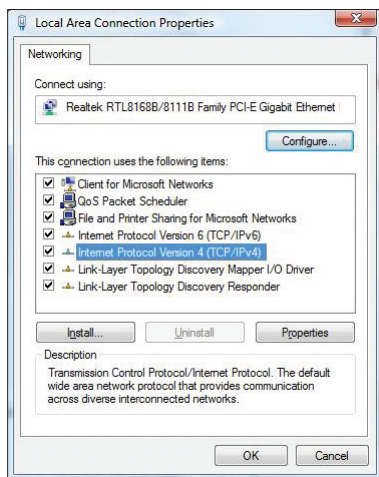 Local Area Connection Properties
Networking
Connect using:
Realtek RTL8168B/8111B Family PCI-E Gigabit Ethernet
Configure...
This connection uses the following items:
Client for Microsoft Networks
QoS Packet Scheduler
File and Printer Sharing for Microsoft Networks
Internet Protocol Version 6 (TCP/IPv6)
Internet Protocol Version 4 (TCP/IPv4)
Link-Layer Topology Discovery Mapper I/O Driver
Link-Layer Topology Discovery Responder
Install... Uninstall Properties
Description
Transmission Control Protocol/Internet Protocol. The default
wide area network protocol that provides communication
across diverse interconnected networks.
OK Cancel